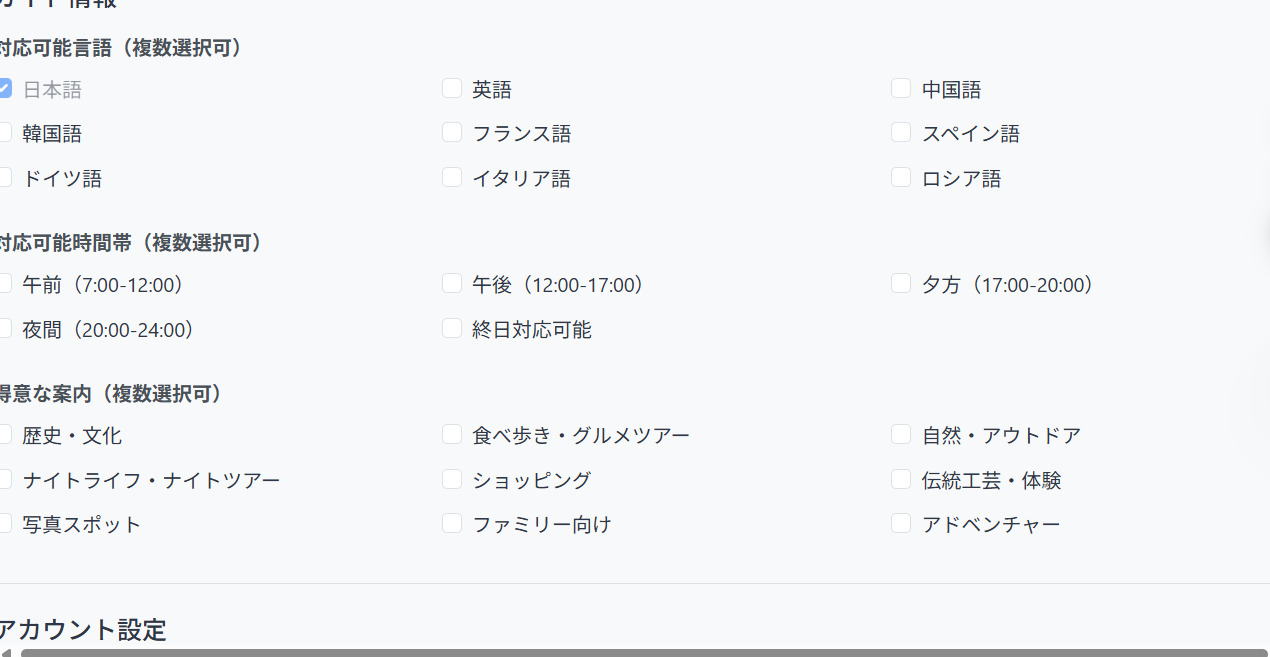 ガイド情報
対応可能言語（複数選択可）
日本語 英語 中国語
韓国語 フランス語 スペイン語
ドイツ語 イタリア語 ロシア語
対応可能時間帯（複数選択可）
午前（7:00-12:00） 午後（12:00-17:00） 夕方（17:00-20:00）
夜間（20:00-24:00） 終日対応可能
得意な案内（複数選択可）
歴史・文化 食べ歩き・グルメツアー 自然・アウトドア
ナイトライフ・ナイトツアー ショッピング 伝統工芸・体験
写真スポット ファミリー向け アドベンチャー
アカウント設定